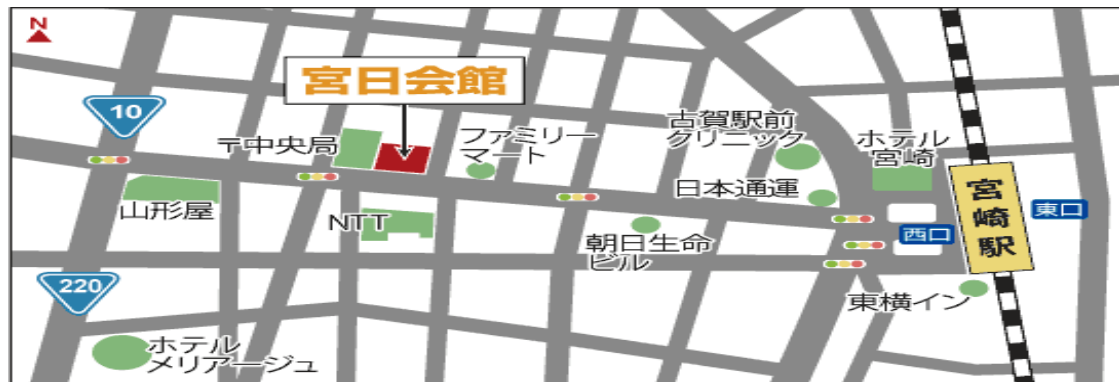 N
宮日会館
10
〒中央局
ファミリー
マート
古賀駅前
クリニック
ホテル
宮崎
日本通運
山形屋
NTT
朝日生命
ビル
西口
宮崎駅
東口
220
東横イン
ホテル
メリアージュ